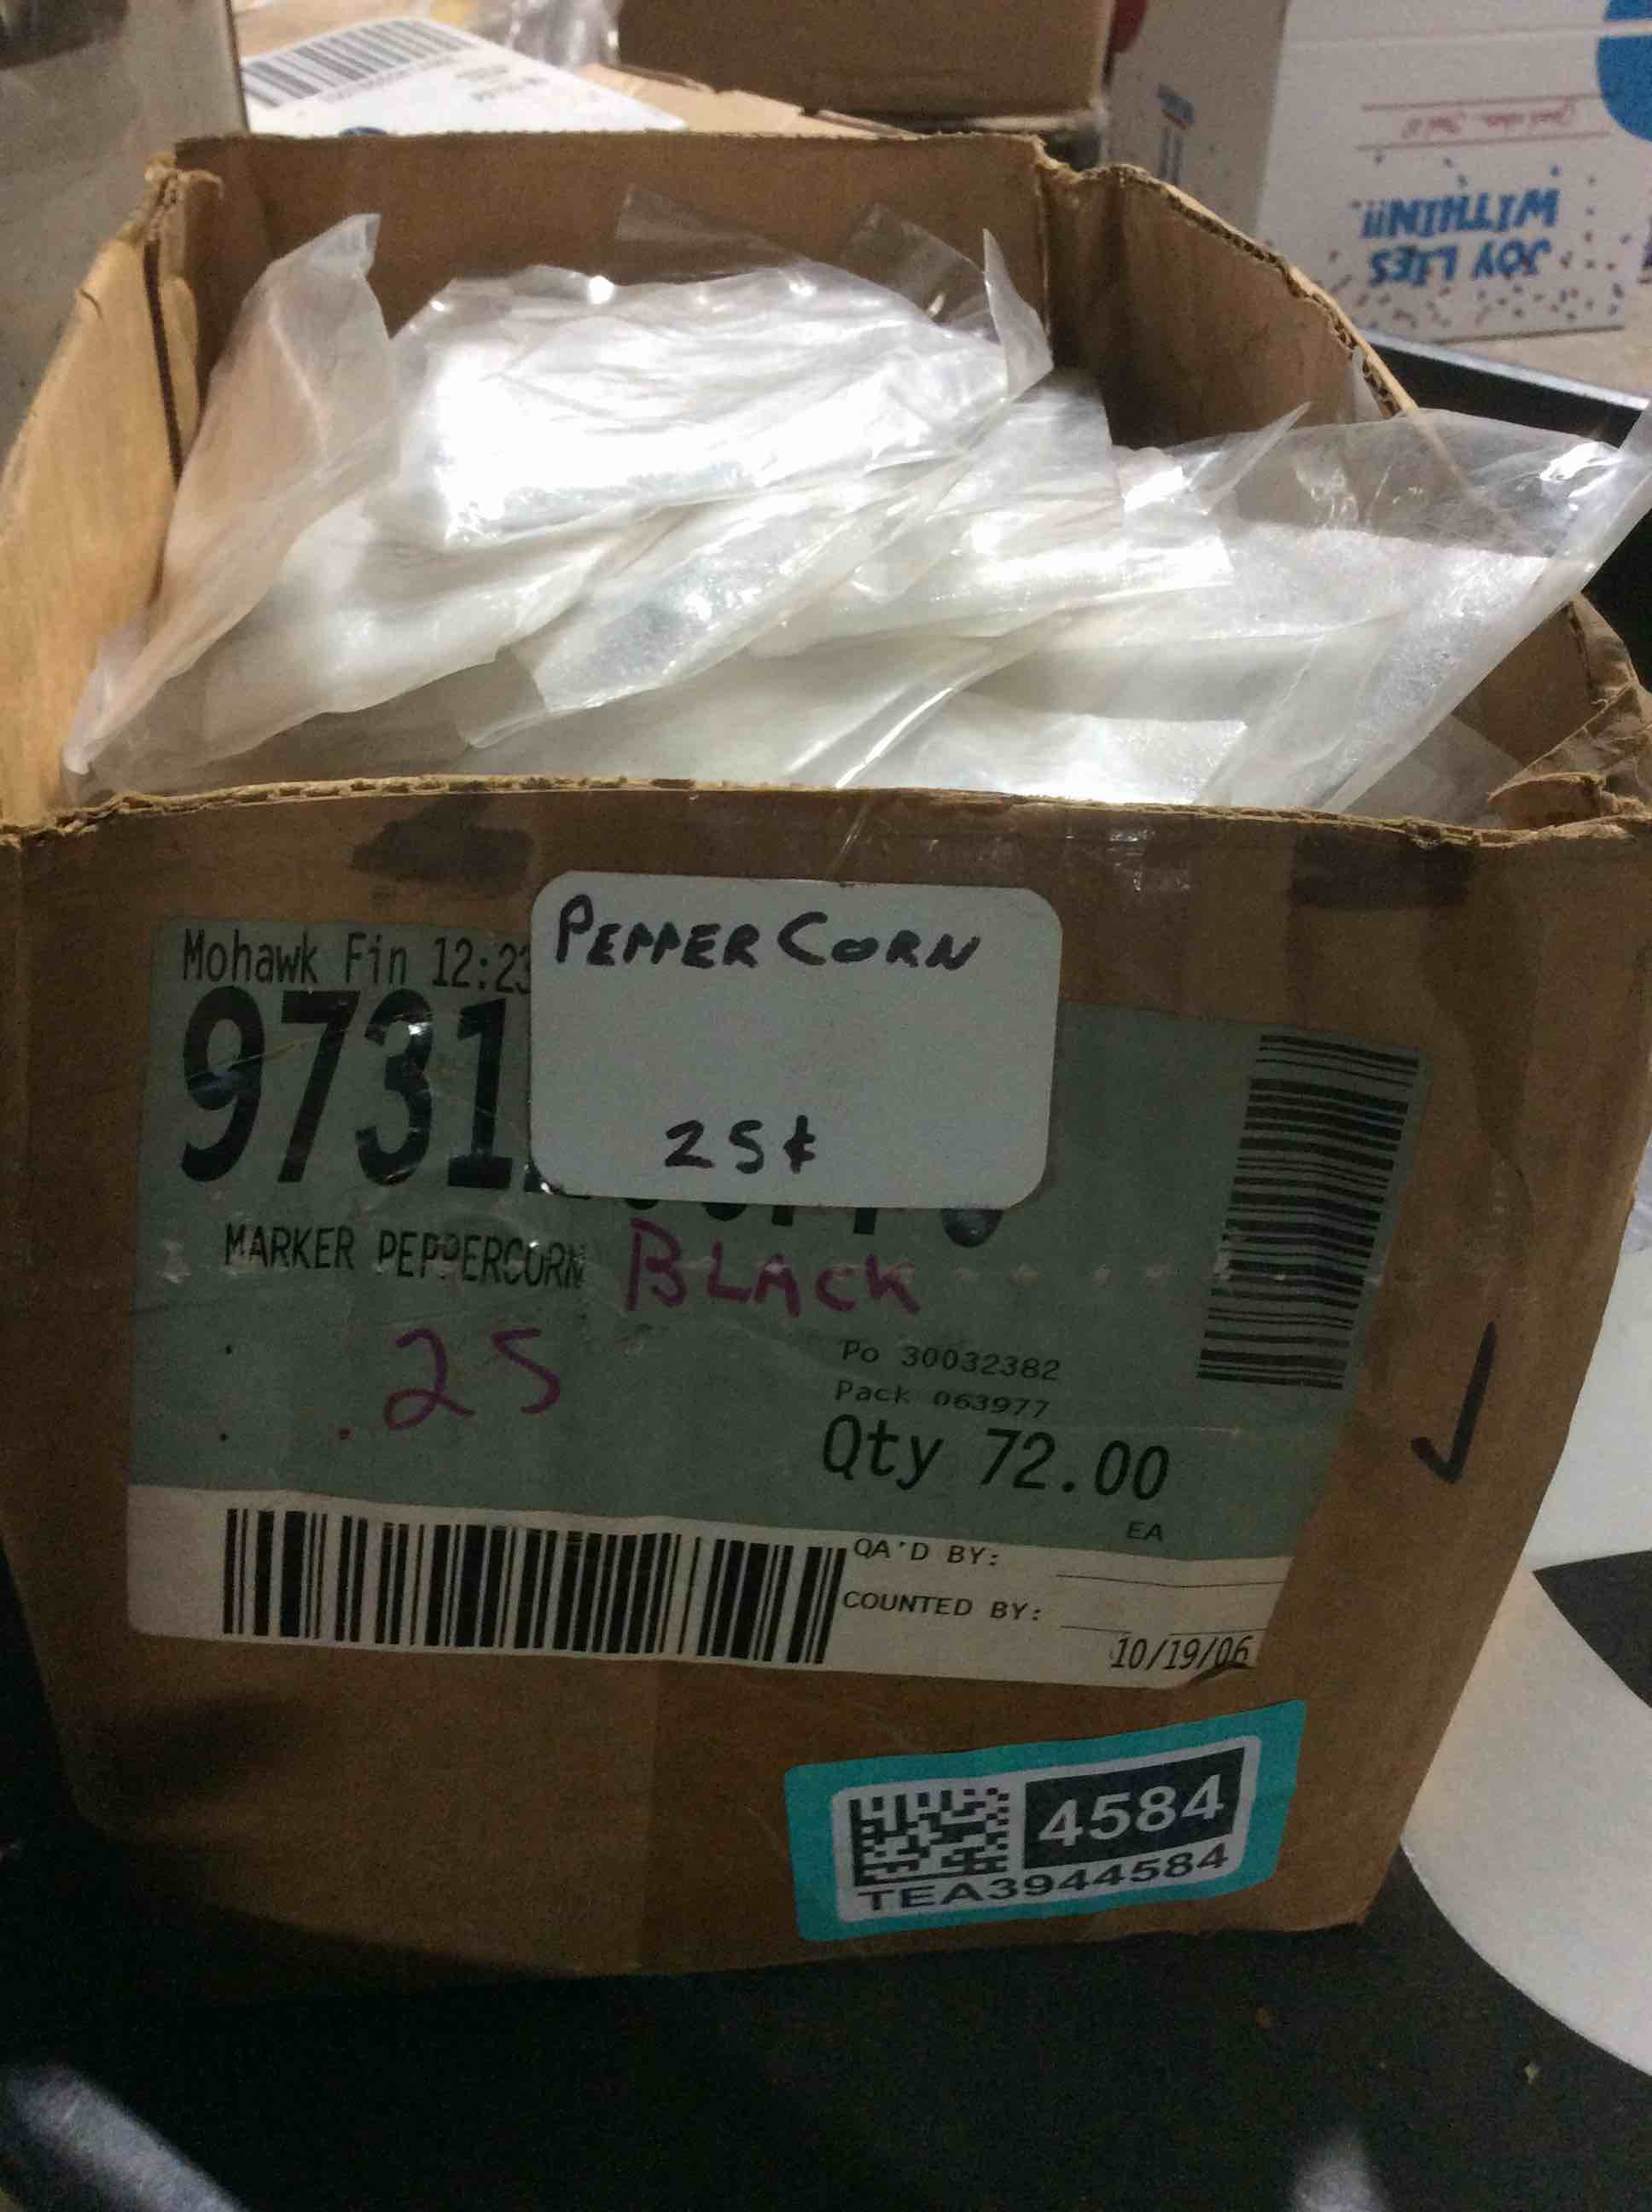 JOY LIES
WITHIN!!!
PEPPER CORN
25¢
Mohawk Fin 12:23
9731
MARKER PEPPERCORN BLACK
.25
Po 30032382
Pack 063977
Qty 72.00
EA
QA'D BY:
COUNTED BY:
10/19/06
4584
TEA3944584